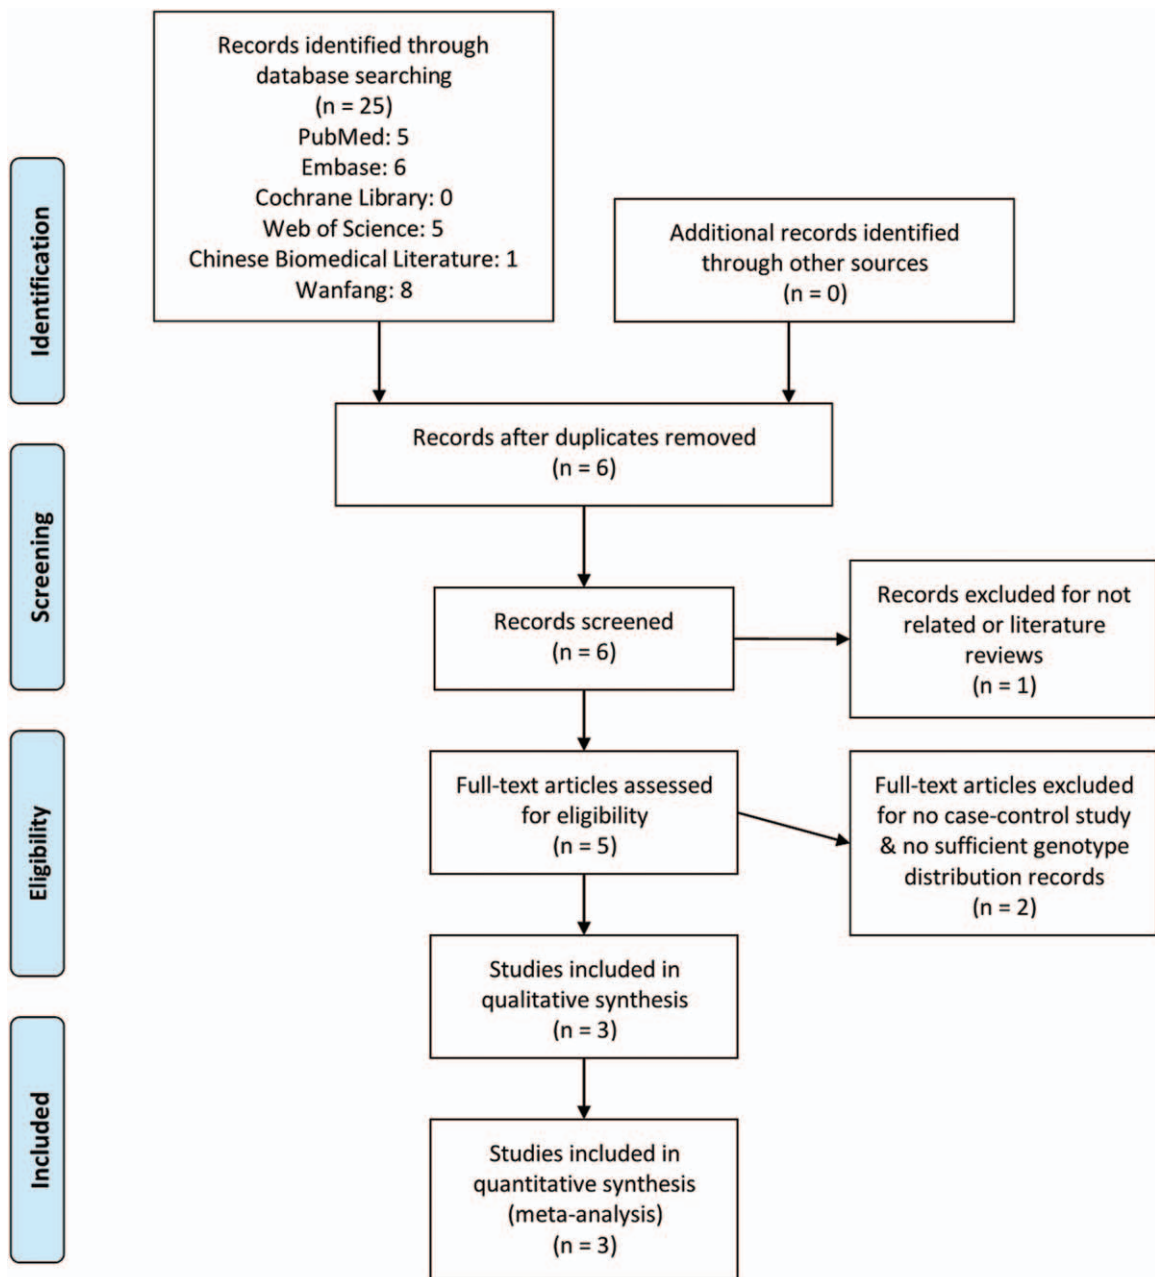 Records identified through
database searching
(n = 25)
PubMed: 5
Embase: 6
Cochrane Library: 0
Web of Science: 5
Chinese Biomedical Literature: 1
Wanfang: 8
Additional records identified
through other sources
(n = 0)
Identification
Records after duplicates removed
(n = 6)
Screening
Records screened
(n = 6)
Records excluded for not
related or literature
reviews
(n = 1)
Eligibility
Full-text articles assessed
for eligibility
(n = 5)
Full-text articles excluded
for no case-control study
& no sufficient genotype
distribution records
(n = 2)
Studies included in
qualitative synthesis
(n = 3)
Included
Studies included in
quantitative synthesis
(meta-analysis)
(n = 3)